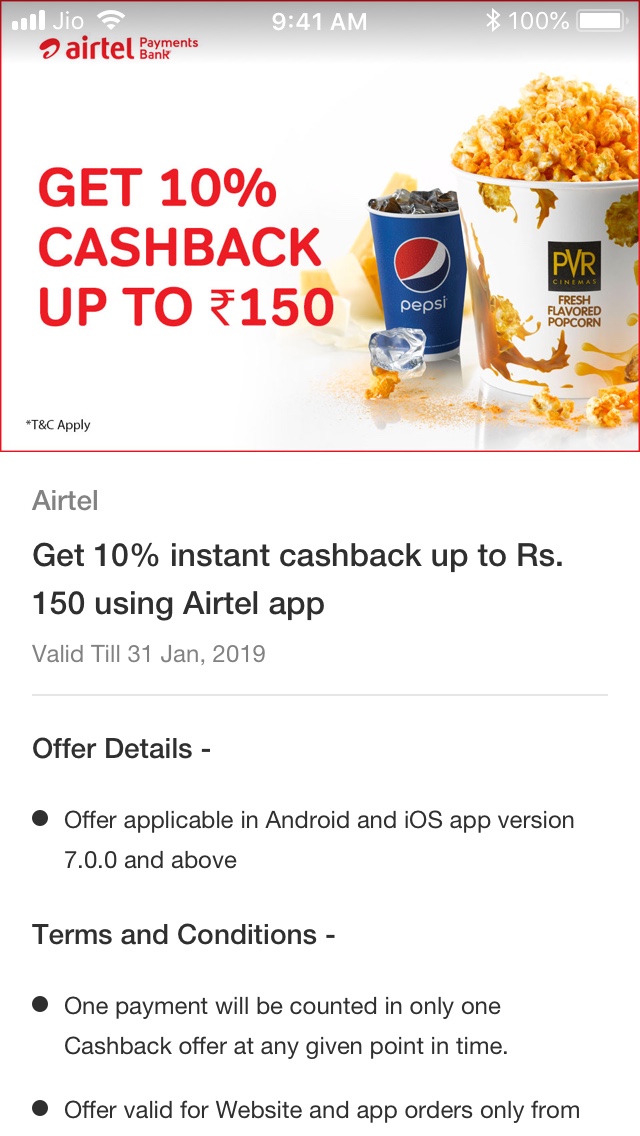 Jio 9:41 AM 100%
airtel Payments
Bank
GET 10%
CASHBACK
UP TO ₹150
pepsi
PVR
CINEMAS
FRESH
FLAVORED
POPCORN
*T&C Apply
Airtel
Get 10% instant cashback up to Rs.
150 using Airtel app
Valid Till 31 Jan, 2019
Offer Details -
● Offer applicable in Android and iOS app version
7.0.0 and above
Terms and Conditions -
● One payment will be counted in only one
Cashback offer at any given point in time.
● Offer valid for Website and app orders only from